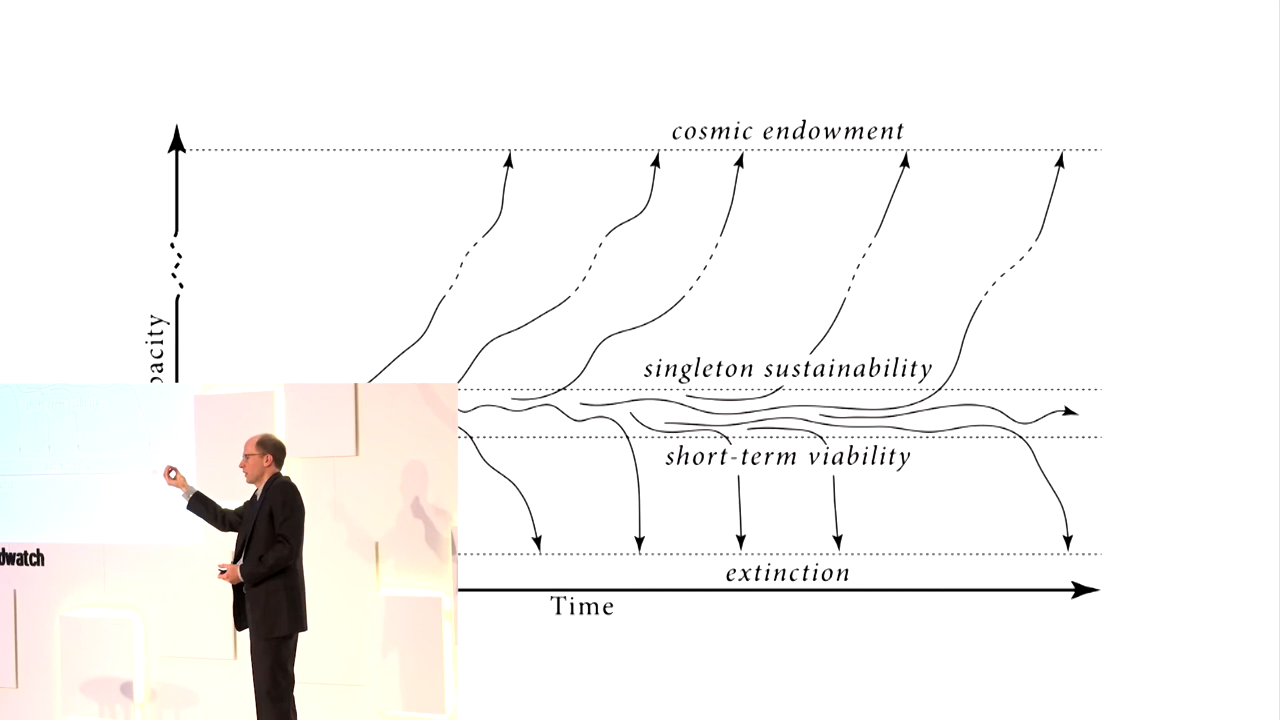 cosmic endowment
pacity
singleton sustainability
short-term viability
dwatch
extinction
Time